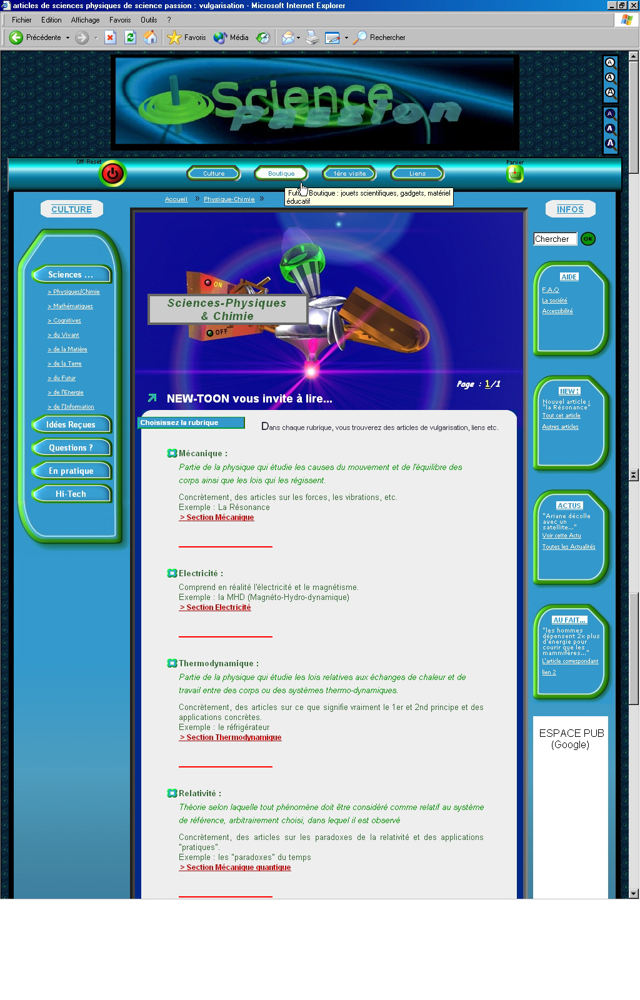 articles de sciences physiques de science passion : vulgarisation - Microsoft Internet Explorer
Fichier Edition Affichage Favoris Outils ?
Précédente Favoris Média Rechercher
Science
Passion
A
A
A
A
A
A
Off-Reset
Culture Boutique 1ère visite Liens
Panier
Boutique : jouets scientifiques, gadgets, matériel
éducatif
Accueil » Physique-Chimie »
CULTURE
Sciences ...
> Physiques/Chimie
> Mathématiques
> Cognitives
> du Vivant
> de la Matière
> de la Terre
> du Futur
> de l'Energie
> de l'Information
Idées Reçues
Questions ?
En pratique
Hi-Tech
ON
Sciences-Physiques
& Chimie
OFF
Page : 1/1
NEW-TOON vous invite à lire...
Choisissez la rubrique
Dans chaque rubrique, vous trouverez des articles de vulgarisation, liens etc.
Mécanique :
Partie de la physique qui étudie les causes du mouvement et de l'équilibre des
corps ainsi que les lois qui les régissent.
Concrètement, des articles sur les forces, les vibrations, etc.
Exemple : La Résonance
> Section Mécanique
Electricité :
Comprend en réalité l'électricité et le magnétisme.
Exemple : la MHD (Magnéto-Hydro-dynamique)
> Section Electricité
Thermodynamique :
Partie de la physique qui étudie les lois relatives aux échanges de chaleur et de
travail entre des corps ou des systèmes thermo-dynamiques.
Concrètement, des articles sur ce que signifie vraiment le 1er et 2nd principe et des
applications concrètes.
Exemple : le réfrigérateur
> Section Thermodynamique
Relativité :
Théorie selon laquelle tout phénomène doit être considéré comme relatif au système
de référence, arbitrairement choisi, dans lequel il est observé
Concrètement, des articles sur les paradoxes de la relativité et des applications
"pratiques".
Exemple : les "paradoxes" du temps
> Section Mécanique quantique
INFOS
Chercher OK
AIDE
F.A.Q
La société
Accessibilité
NEW !
Nouvel article :
"la Résonance"
Tout cet article
Autres articles
ACTUS
"Ariane décolle
avec un
satellite..."
Voir cette Actu
Toutes les Actualités
AU FAIT...
"les hommes
dépensent 2x plus
d'énergie pour
courir que les
mammifères..."
L'article correspondant
lien 2
ESPACE PUB
(Google)